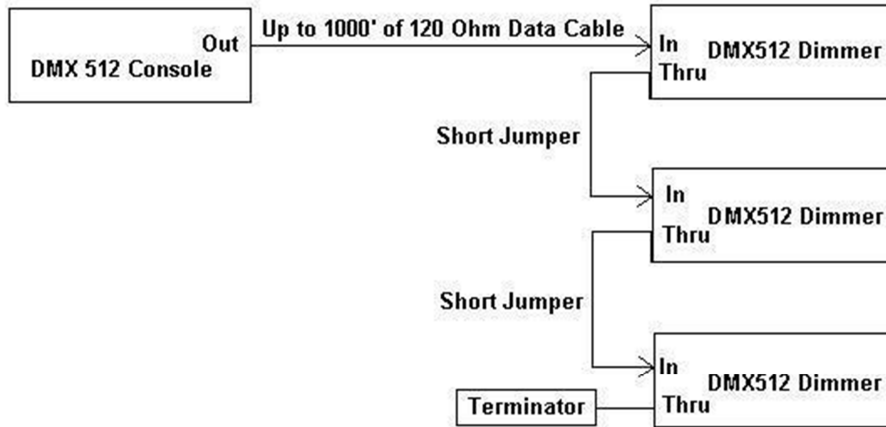 Out
DMX 512 Console
Up to 1000' of 120 Ohm Data Cable
In
DMX512 Dimmer
Thru
Short Jumper
In
DMX512 Dimmer
Thru
Short Jumper
In
DMX512 Dimmer
Thru
Terminator